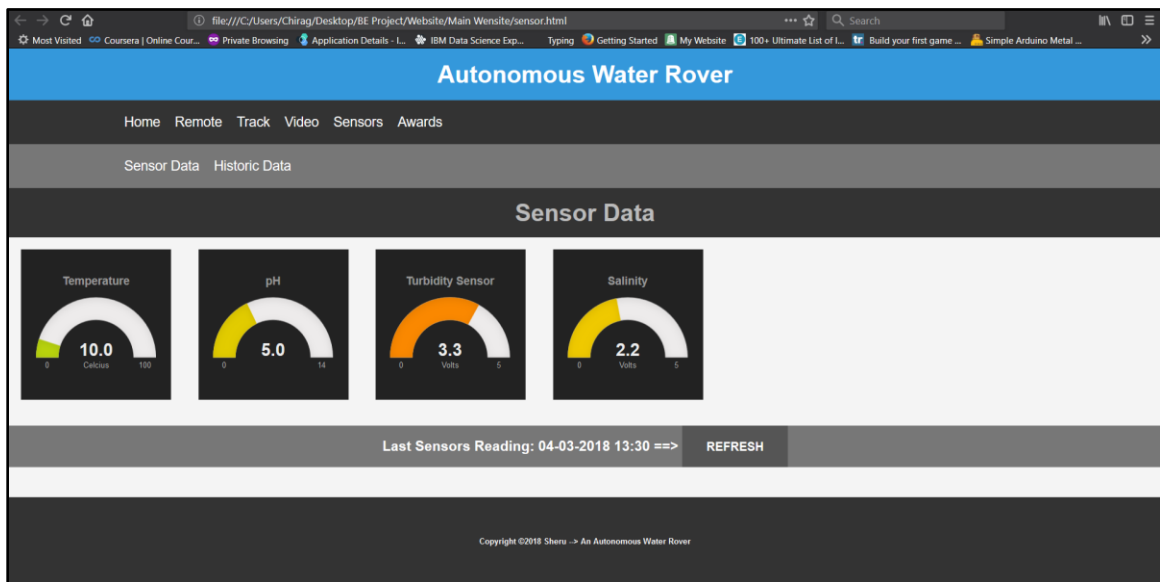 file:///C:/Users/Chirag/Desktop/BE Project/Website/Main Wensite/sensor.html
Search
Most Visited Coursera | Online Cour... Private Browsing Application Details - I... IBM Data Science Exp... Typing Getting Started My Website 100+ Ultimate List of I... Build your first game ... Simple Arduino Metal ...
Autonomous Water Rover
Home Remote Track Video Sensors Awards
Sensor Data Historic Data
Sensor Data
Temperature
10.0
0 Celcius 100
pH
5.0
0 14
Turbidity Sensor
3.3
0 Volts 5
Salinity
2.2
0 Volts 5
Last Sensors Reading: 04-03-2018 13:30 ==> REFRESH
Copyright ©2018 Sheru --> An Autonomous Water Rover